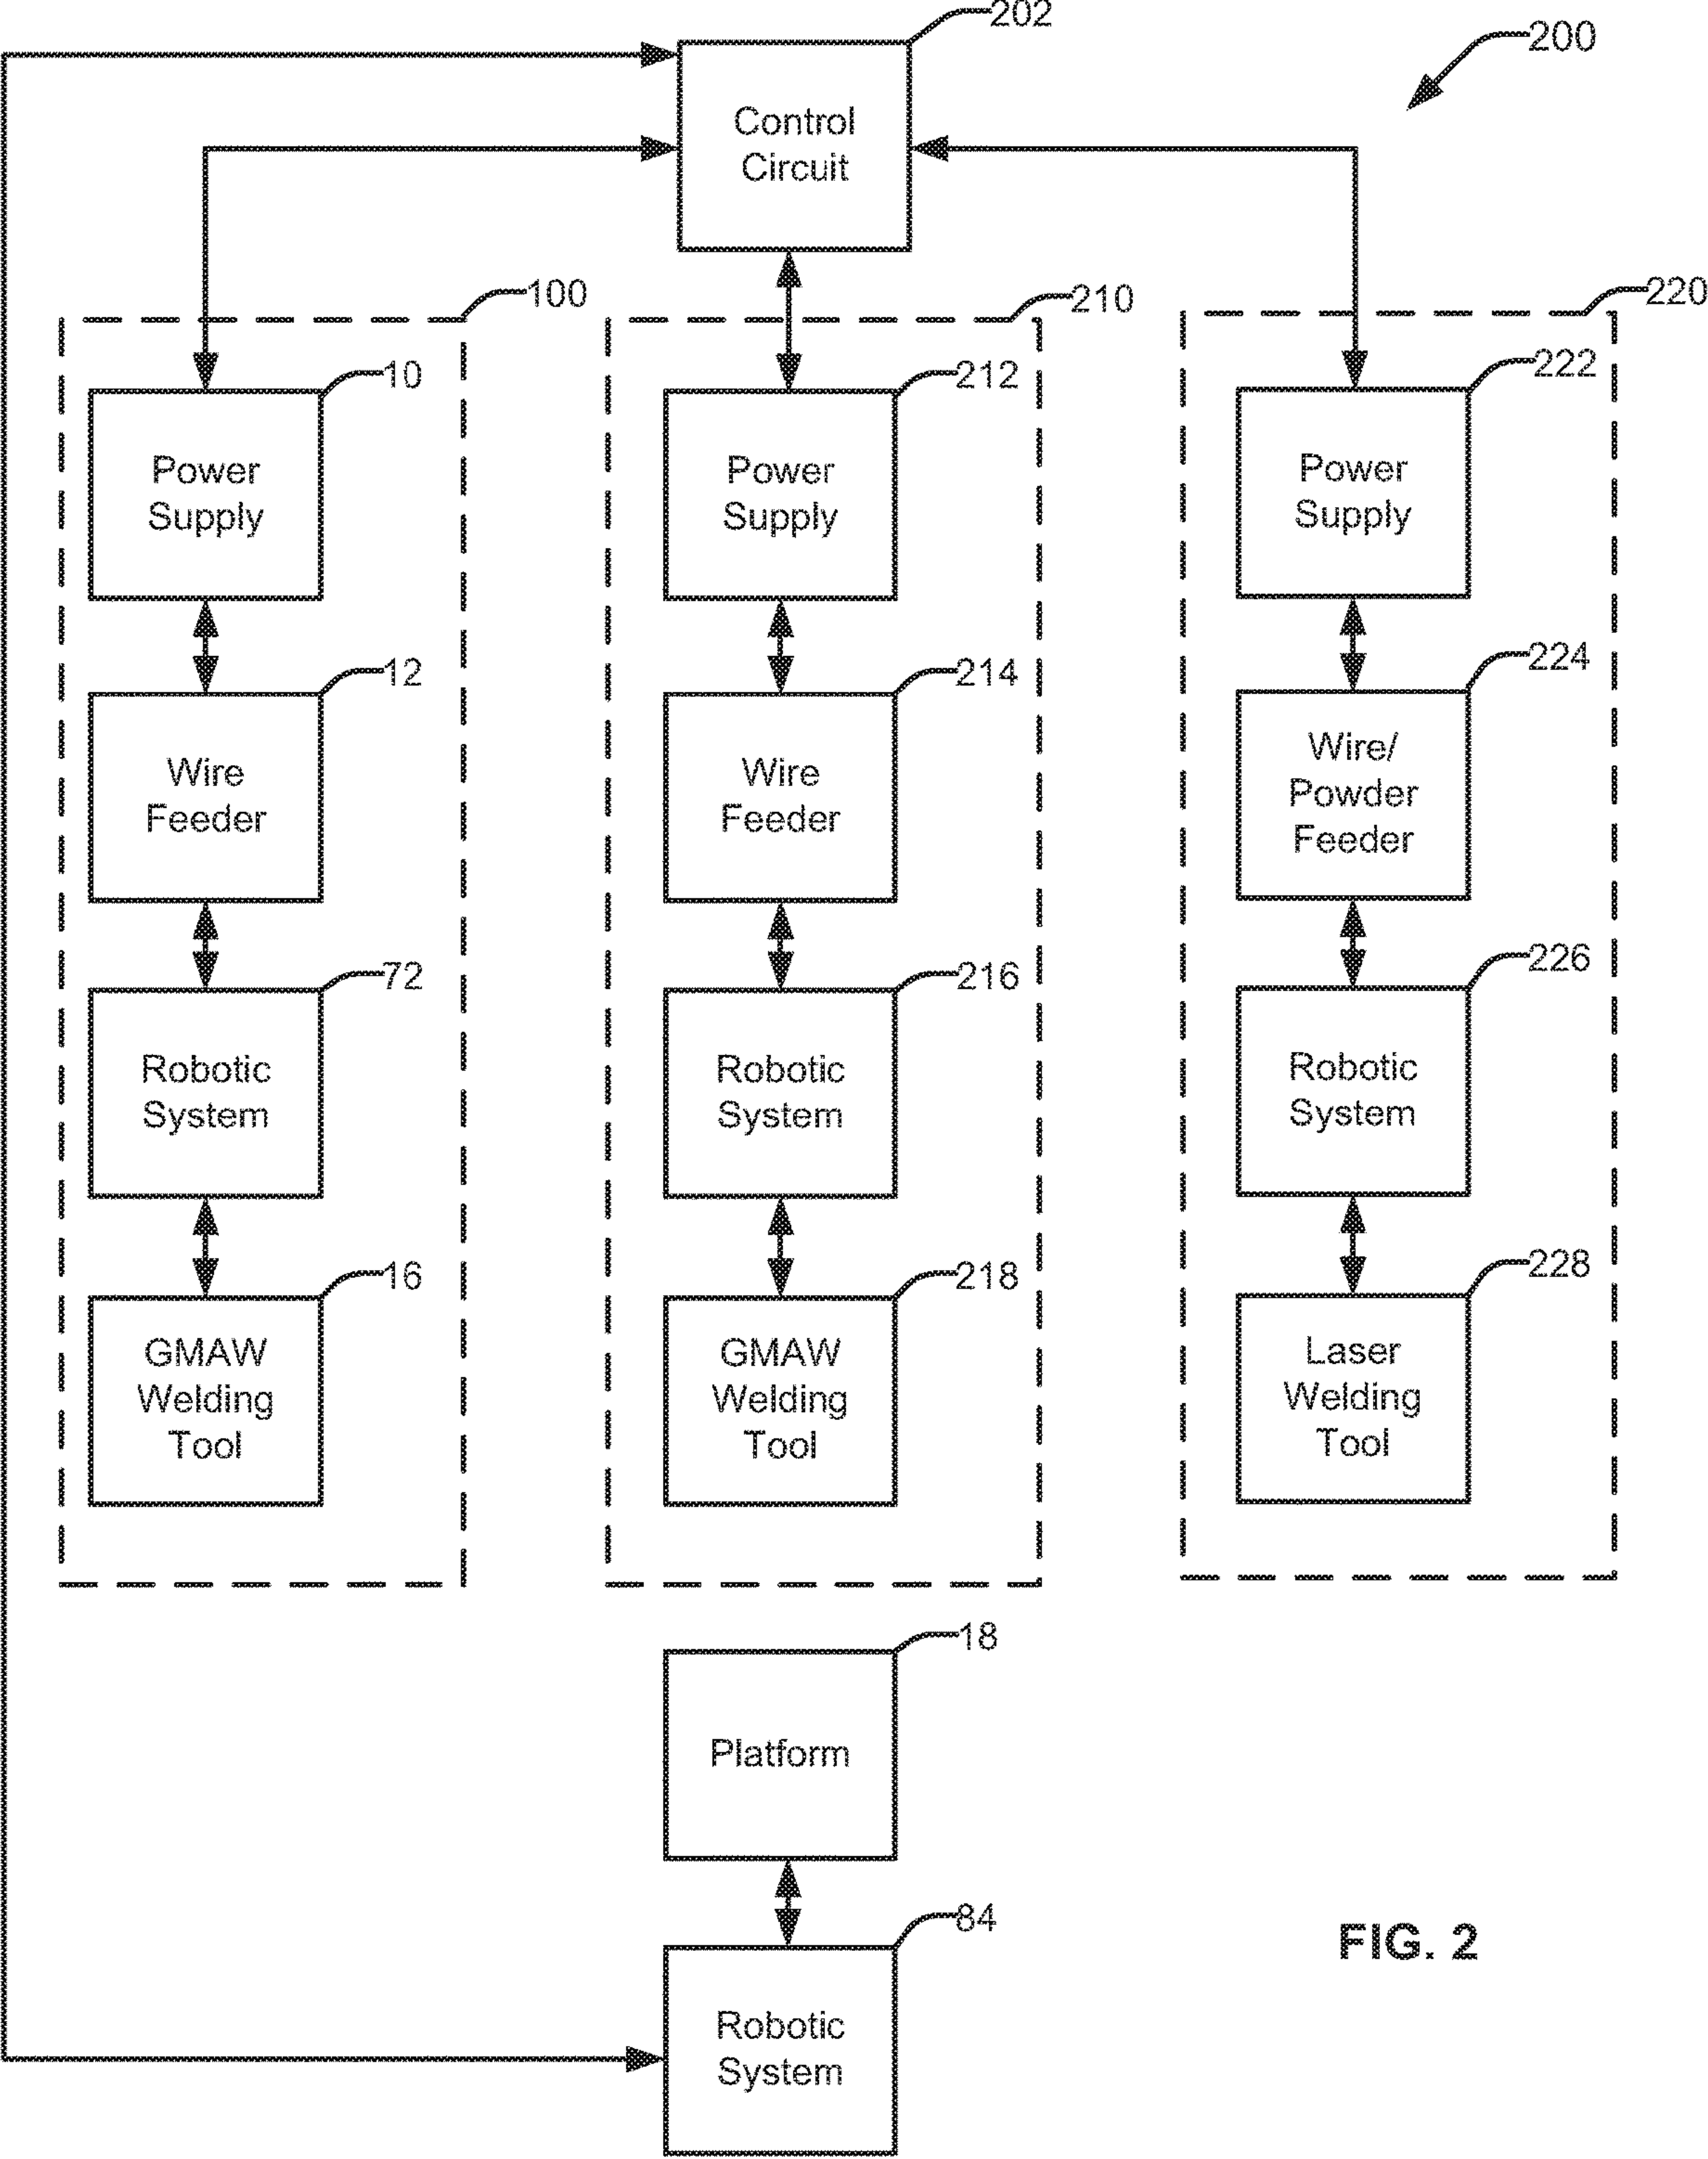 202
200
Control
Circuit
100
210
220
10
212
222
Power
Supply
Power
Supply
Power
Supply
12
214
224
Wire
Feeder
Wire
Feeder
Wire/
Powder
Feeder
72
216
226
Robotic
System
Robotic
System
Robotic
System
16
218
228
GMAW
Welding
Tool
GMAW
Welding
Tool
Laser
Welding
Tool
18
Platform
84
FIG. 2
Robotic
System